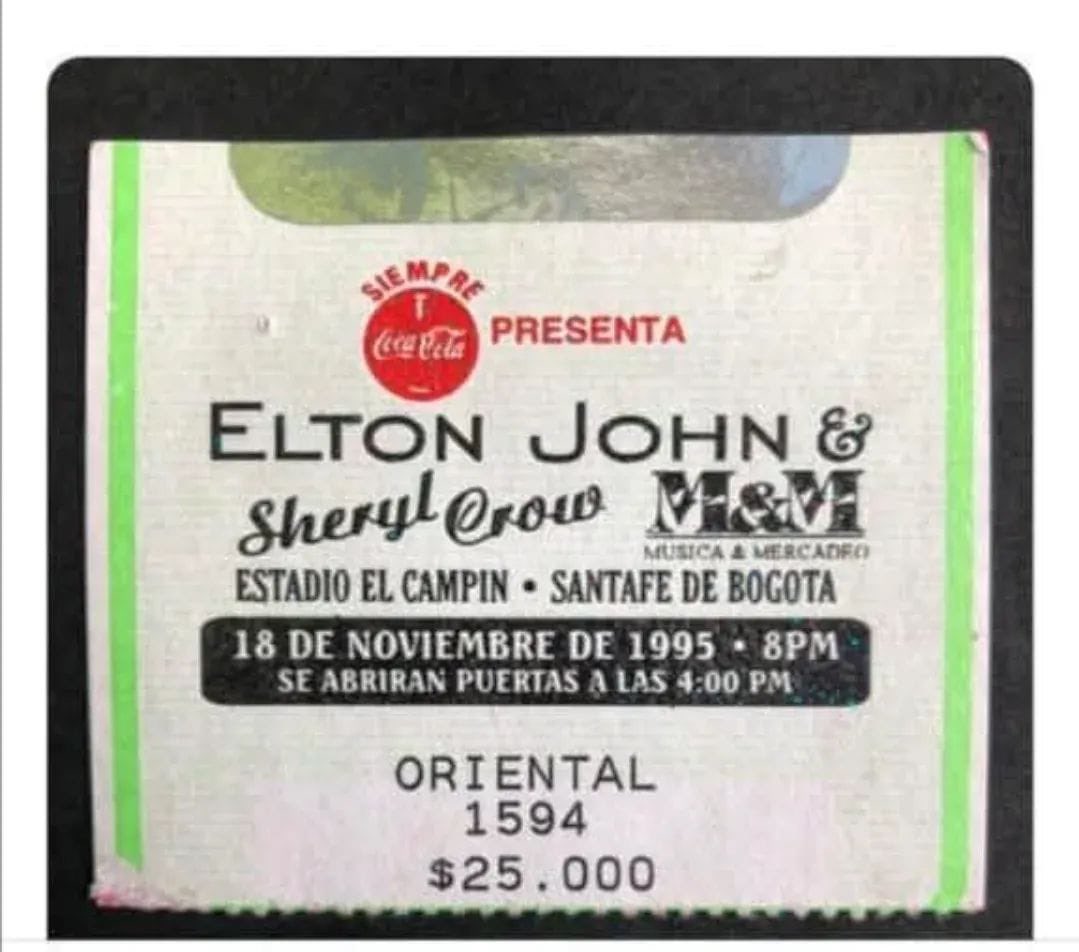 SIEMPRE
Coca-Cola
PRESENTA
ELTON JOHN &
Sheryl Crow M&M
MUSICA & MERCADEO
ESTADIO EL CAMPIN • SANTAFE DE BOGOTA
18 DE NOVIEMBRE DE 1995 • 8PM
SE ABRIRAN PUERTAS A LAS 4:00 PM
ORIENTAL
1594
$25.000